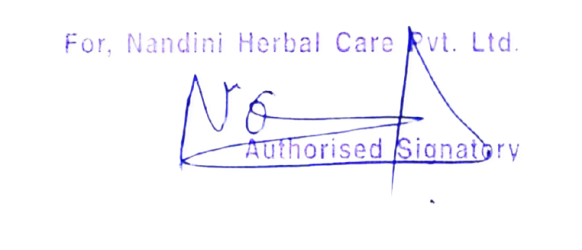 For, Nandini Herbal Care Pvt. Ltd.
Authorised Signatory